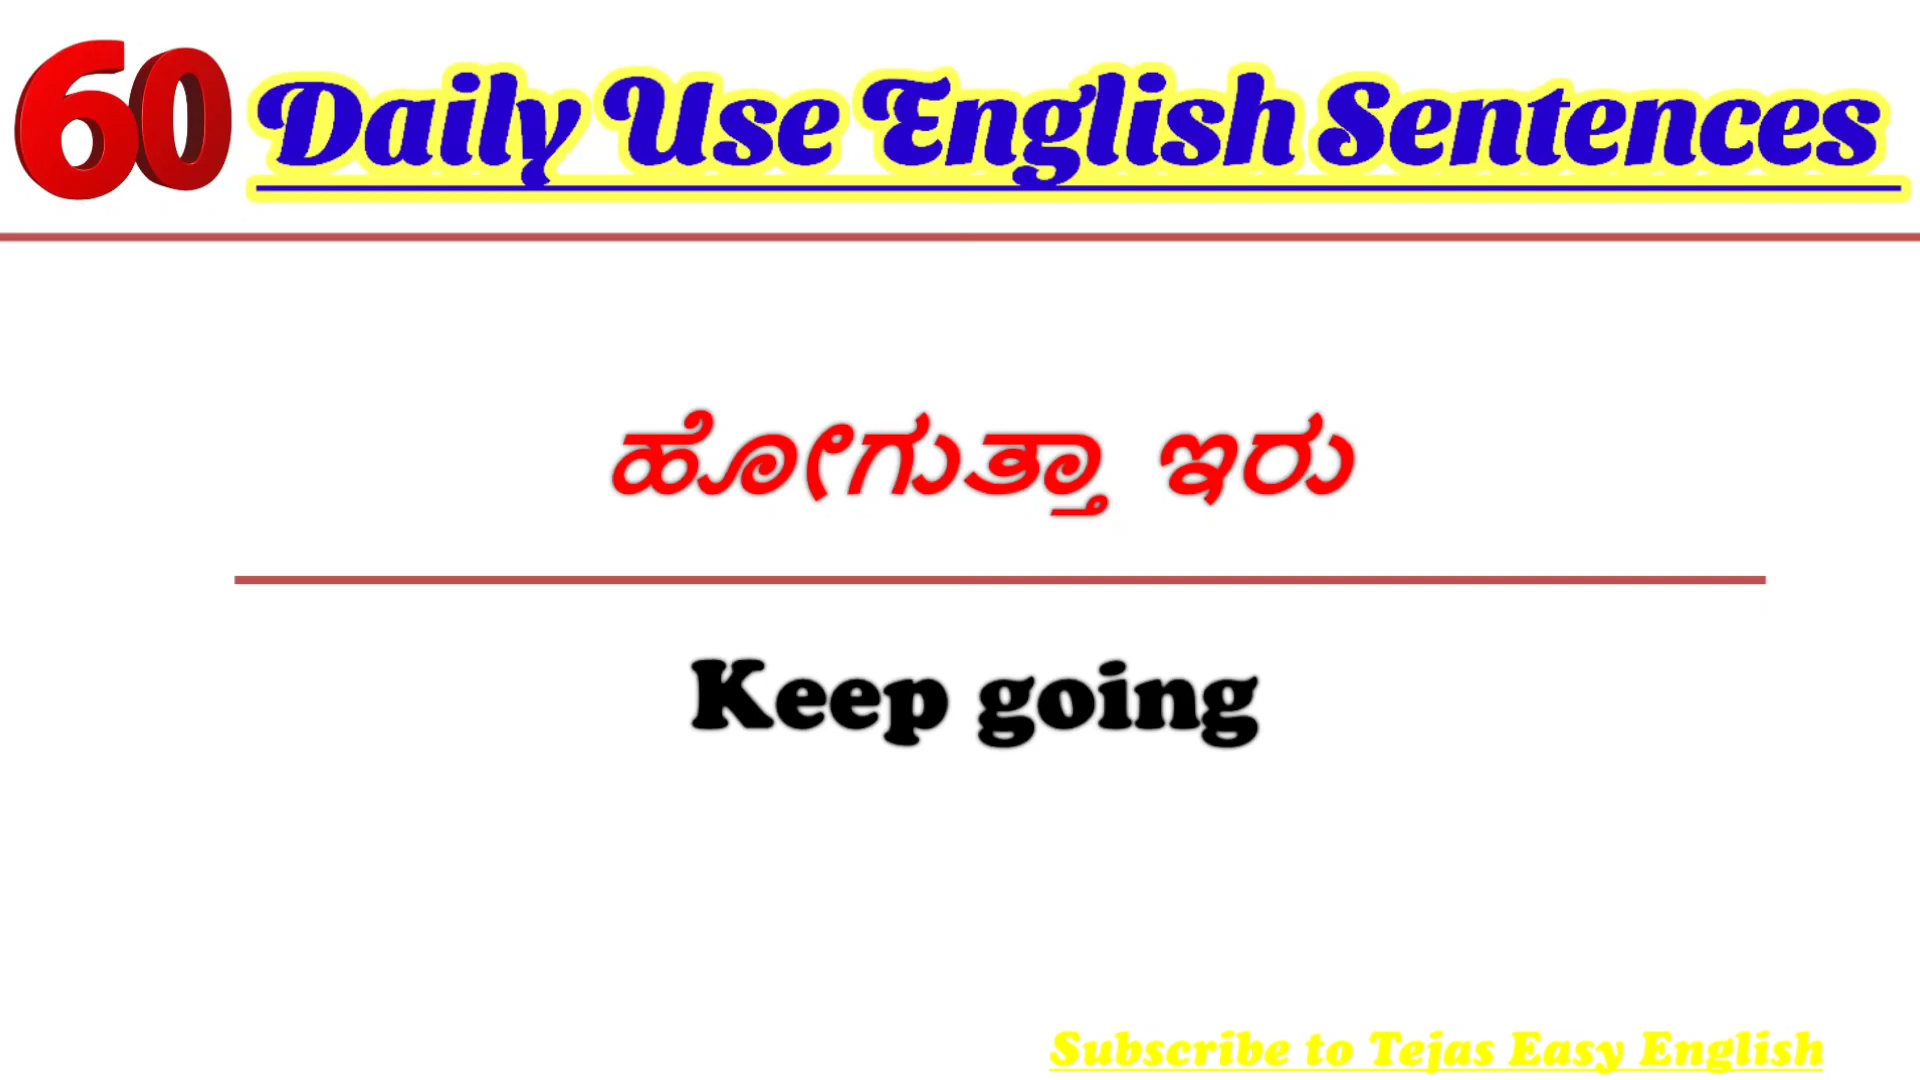 60 Daily Use English Sentences
ಹೋಗುತ್ತಾ ಇರು
Keep going
Subscribe to Tejas Easy English